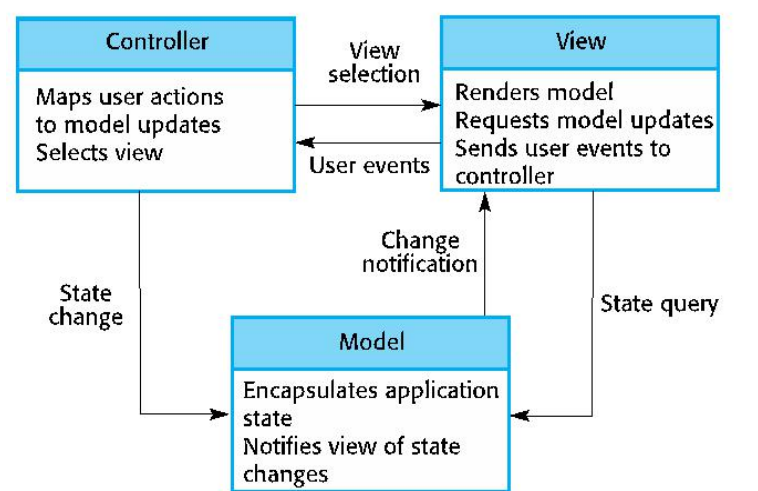 Controller
Maps user actions
to model updates
Selects view
View
selection
User events
View
Renders model
Requests model updates
Sends user events to
controller
State
change
Change
notification
State query
Model
Encapsulates application
state
Notifies view of state
changes